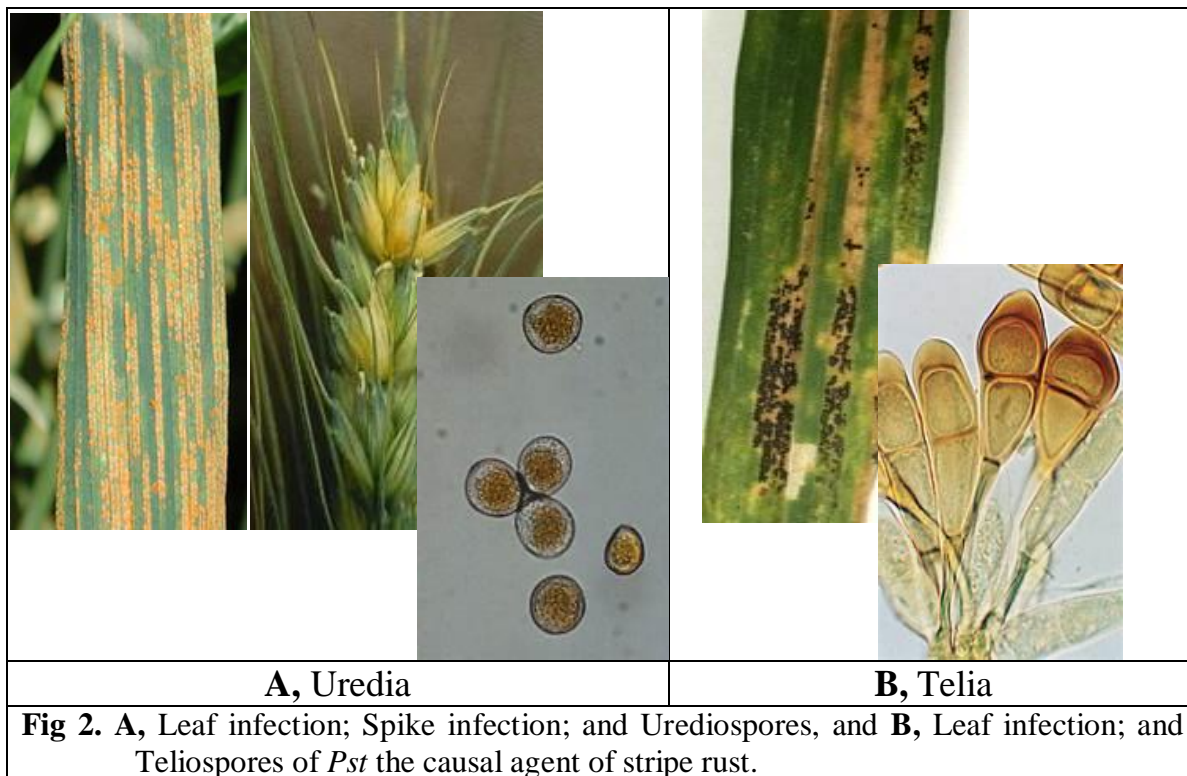 A, Uredia
B, Telia
Fig 2. A, Leaf infection; Spike infection; and Urediospores, and B, Leaf infection; and
Teliospores of Pst the causal agent of stripe rust.